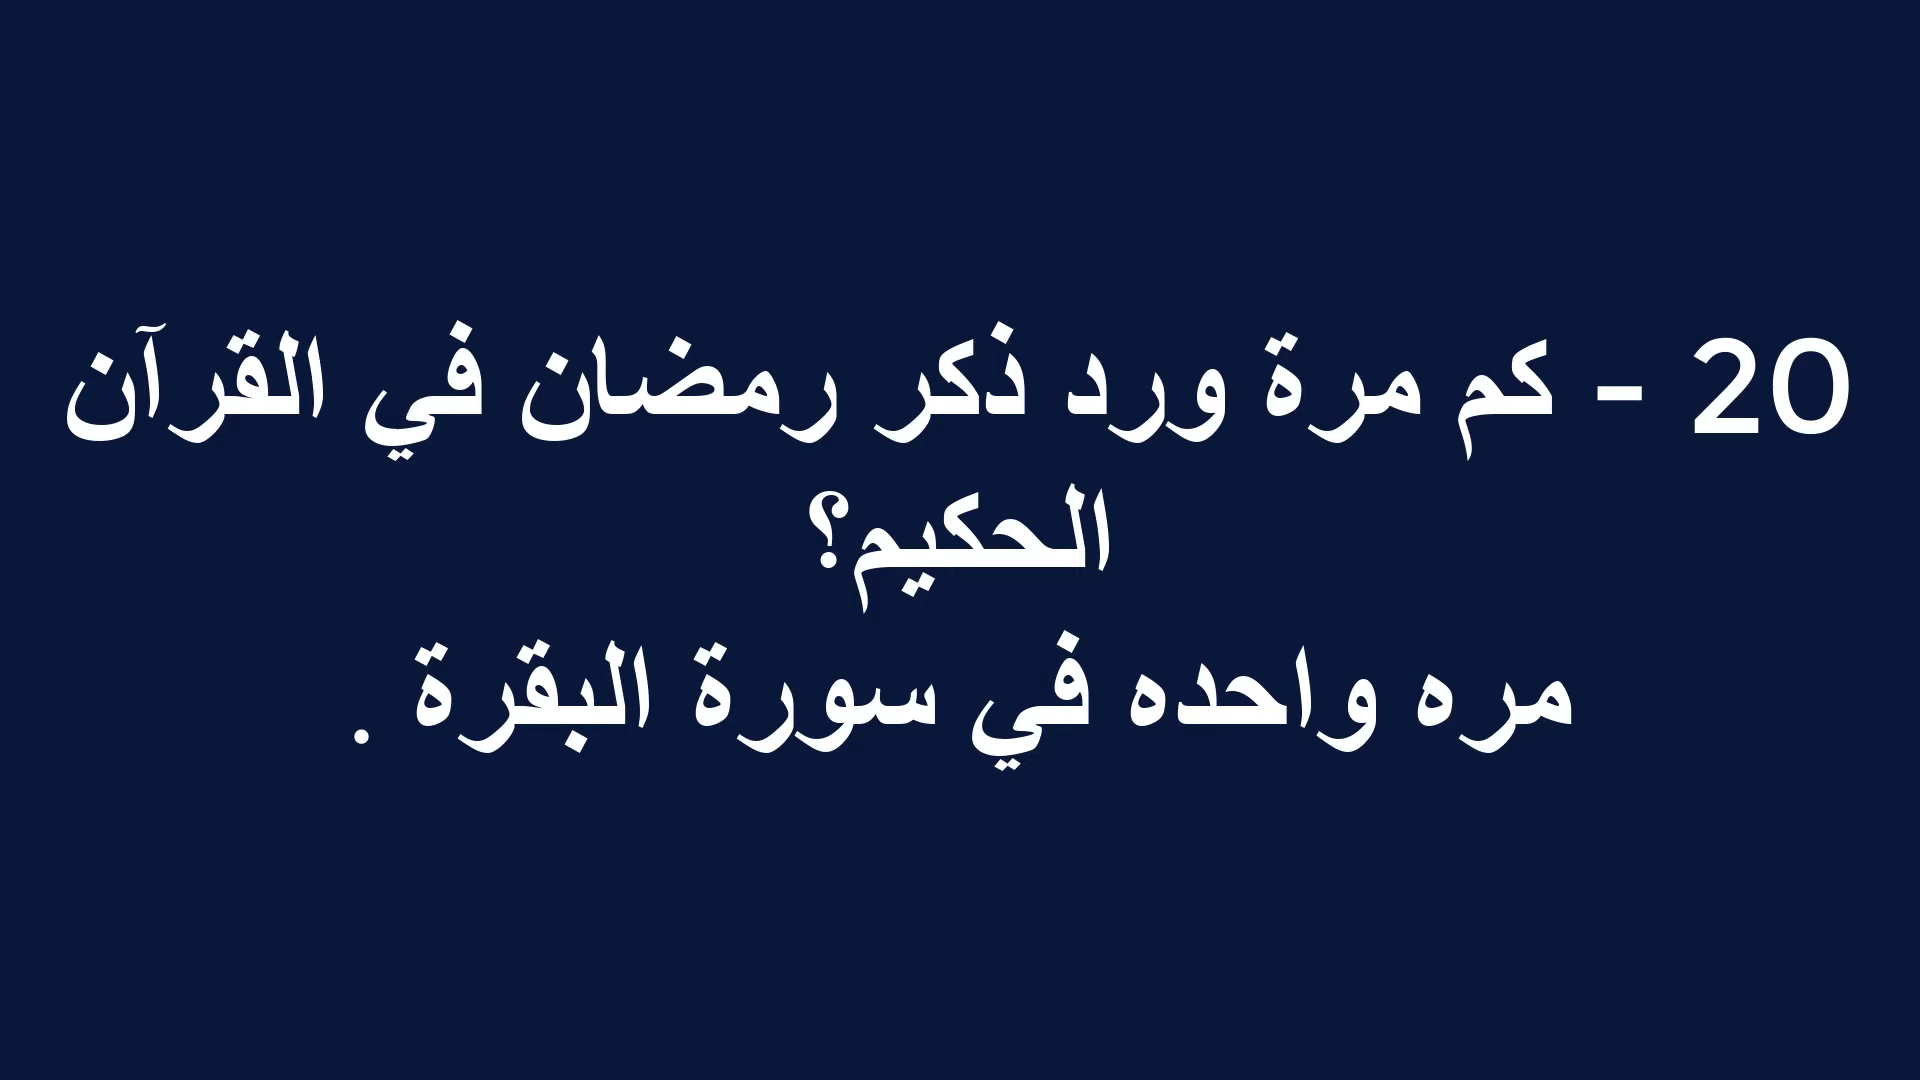 20 - كم مرة ورد ذكر رمضان في القرآن
الحكيم؟
مره واحده في سورة البقرة .